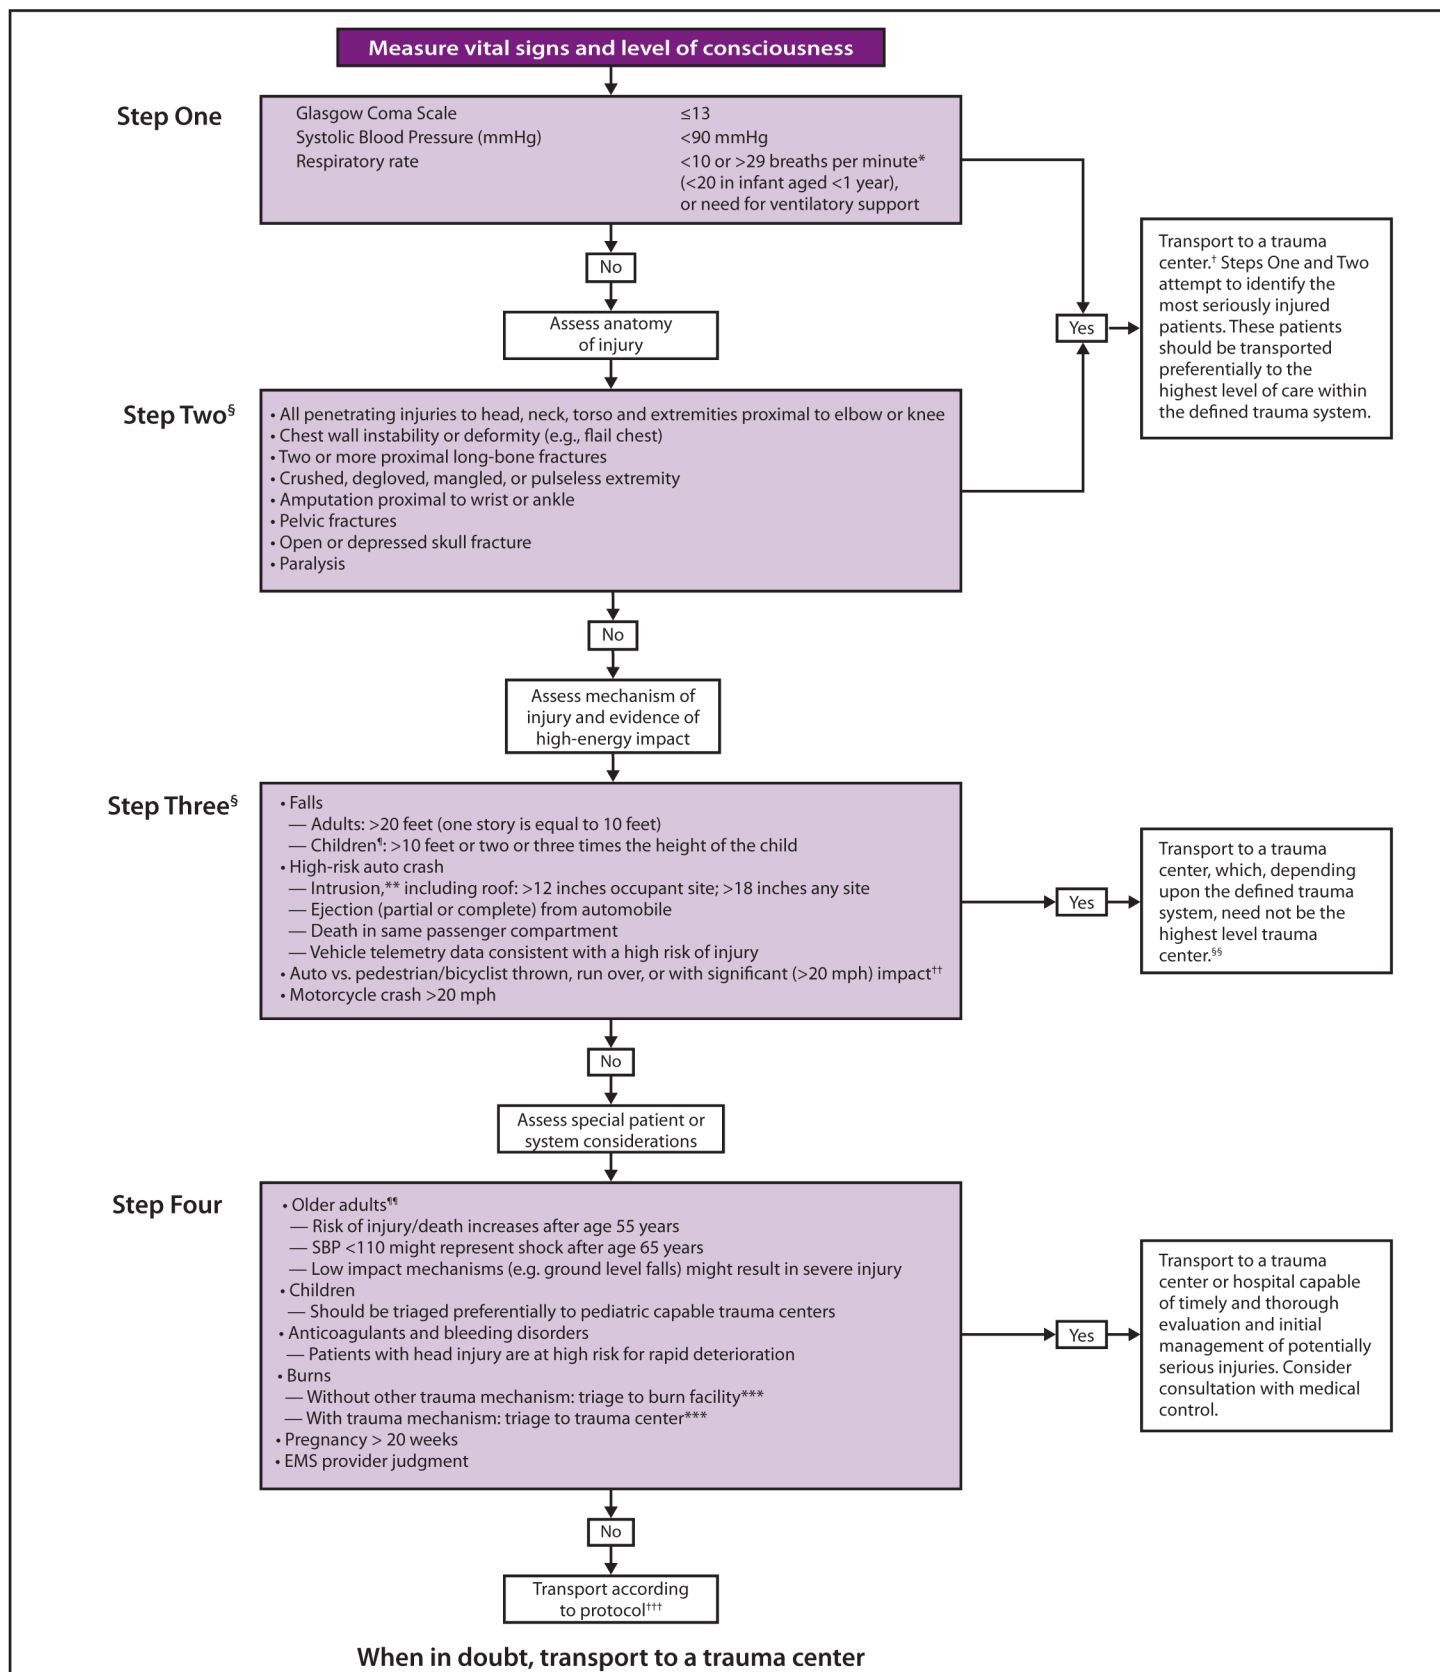 Measure vital signs and level of consciousness
Step One
Glasgow Coma Scale ≤13
Systolic Blood Pressure (mmHg) <90 mmHg
Respiratory rate <10 or >29 breaths per minute*
(<20 in infant aged <1 year),
or need for ventilatory support
No
Yes
Transport to a trauma
center.† Steps One and Two
attempt to identify the
most seriously injured
patients. These patients
should be transported
preferentially to the
highest level of care within
the defined trauma system.
Assess anatomy
of injury
Step Two§
• All penetrating injuries to head, neck, torso and extremities proximal to elbow or knee
• Chest wall instability or deformity (e.g., flail chest)
• Two or more proximal long-bone fractures
• Crushed, degloved, mangled, or pulseless extremity
• Amputation proximal to wrist or ankle
• Pelvic fractures
• Open or depressed skull fracture
• Paralysis
No
Assess mechanism of
injury and evidence of
high-energy impact
Step Three§
• Falls
— Adults: >20 feet (one story is equal to 10 feet)
— Children¶: >10 feet or two or three times the height of the child
• High-risk auto crash
— Intrusion,** including roof: >12 inches occupant site; >18 inches any site
— Ejection (partial or complete) from automobile
— Death in same passenger compartment
— Vehicle telemetry data consistent with a high risk of injury
• Auto vs. pedestrian/bicyclist thrown, run over, or with significant (>20 mph) impact††
• Motorcycle crash >20 mph
Yes
Transport to a trauma
center, which, depending
upon the defined trauma
system, need not be the
highest level trauma
center.§§
No
Assess special patient or
system considerations
Step Four
• Older adults¶¶
— Risk of injury/death increases after age 55 years
— SBP <110 might represent shock after age 65 years
— Low impact mechanisms (e.g. ground level falls) might result in severe injury
• Children
— Should be triaged preferentially to pediatric capable trauma centers
• Anticoagulants and bleeding disorders
— Patients with head injury are at high risk for rapid deterioration
• Burns
— Without other trauma mechanism: triage to burn facility***
— With trauma mechanism: triage to trauma center***
• Pregnancy > 20 weeks
• EMS provider judgment
Yes
Transport to a trauma
center or hospital capable
of timely and thorough
evaluation and initial
management of potentially
serious injuries. Consider
consultation with medical
control.
No
Transport according
to protocol†††
When in doubt, transport to a trauma center